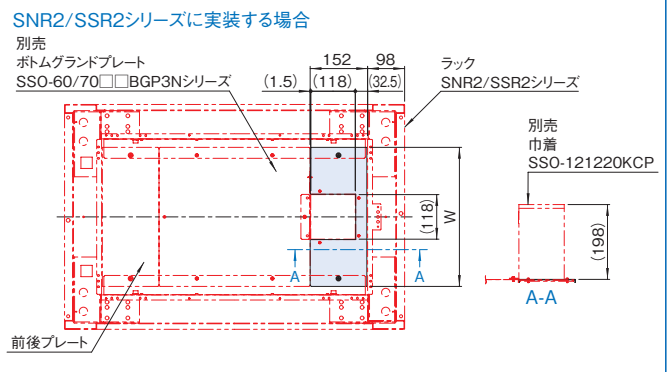 SNR2/SSR2シリーズに実装する場合
別売
ボトムグランドプレート
SSO-60/70□□BGP3Nシリーズ
152
98
(1.5)
(118)
(32.5)
ラック
SNR2/SSR2シリーズ
別売
巾着
SSO-121220KCP
(118)
W
(198)
A
A
A-A
前後プレート